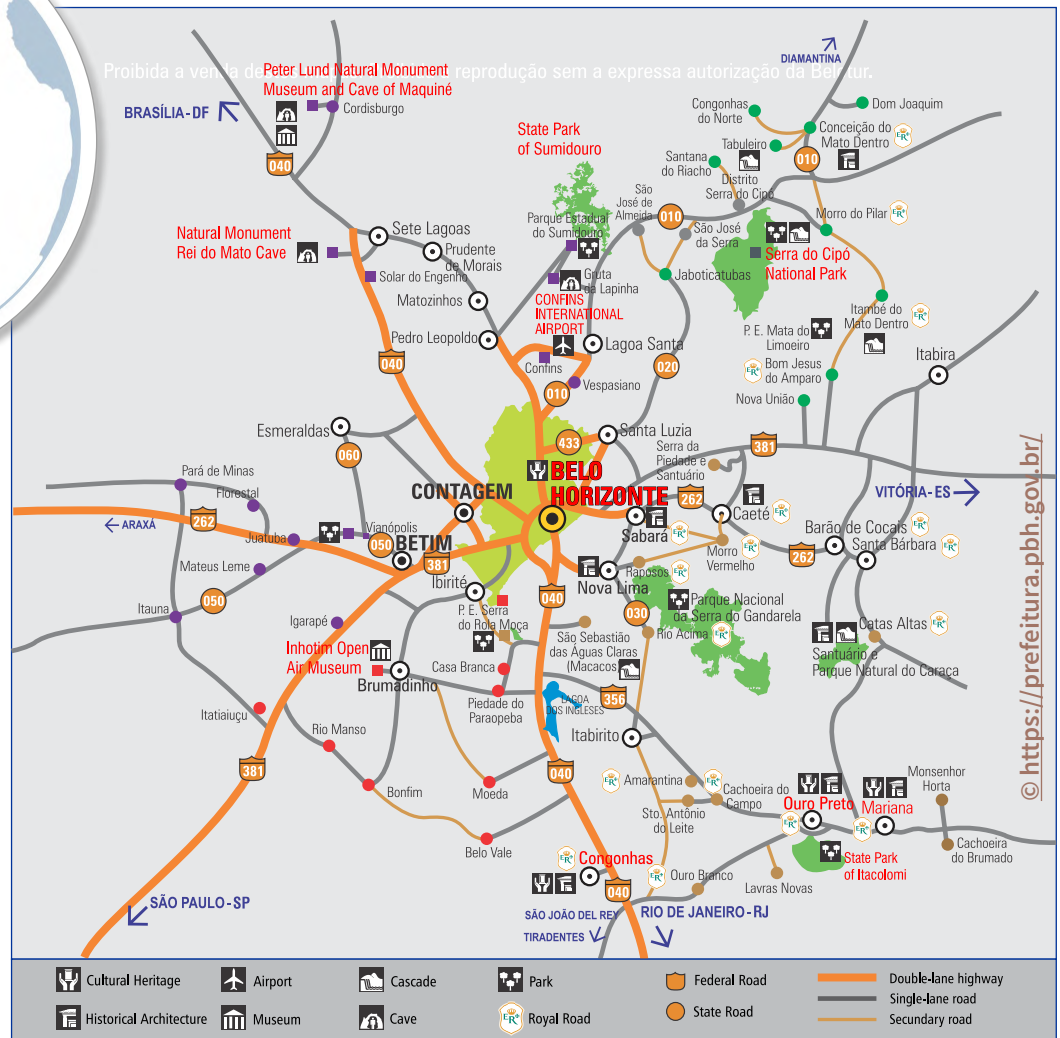 Proibida a venda de
reprodução sem a expressa autorização da Belotur.
DIAMANTINA
Peter Lund Natural Monument
Museum and Cave of Maquiné
Cordisburgo
BRASÍLIA-DF
040
Congonhas
do Norte
Dom Joaquim
Conceição do
Mato Dentro
Tabuleiro
010
State Park
of Sumidouro
Santana
do Riacho
Distrito
Serra do Cipó
São
José de
Almeida
010
Morro do Pilar
Parque Estadual
do Sumidouro
São José
da Serra
Sete Lagoas
Natural Monument
Rei do Mato Cave
Prudente
de Morais
Serra do Cipó
National Park
Solar do Engenho
Gruta
da Lapinha
Jaboticatubas
Matozinhos
CONFINS
INTERNATIONAL
AIRPORT
Itambé do
Mato Dentro
P. E. Mata do
Limoeiro
Pedro Leopoldo
Lagoa Santa
Itabira
040
Confins
020
Bom Jesus
do Amparo
Vespasiano
010
Nova União
Esmeraldas
433
Santa Luzia
060
Serra da
Piedade e
Santuário
381
Pará de Minas
Florestal
BELO
HORIZONTE
CONTAGEM
262
VITÓRIA-ES
ARAXÁ
262
Vianópolis
050
BETIM
Juatuba
Sabará
Caeté
Barão de Cocais
Santa Bárbara
262
381
Morro
Vermelho
Mateus Leme
Ibirité
Nova Lima
Raposos
050
040
Itauna
P. E. Serra
do Rola Moça
030
Parque Nacional
da Serra do Gandarela
Igarapé
Rio Acima
Catas Altas
São Sebastião
das Águas Claras
(Macacos
Inhotim Open
Air Museum
Santuário e
Parque Natural do Caraça
Casa Branca
Brumadinho
Piedade do
Paraopeba
LAGOA
DOS INGLESES
356
Itatiaiuçu
Rio Manso
Itabirito
381
040
Bonfim
Moeda
Amarantina
Cachoeira do
Campo
Sto. Antônio
do Leite
Ouro Preto
Mariana
Monsenhor
Horta
Belo Vale
Cachoeira
do Brumado
State Park
of Itacolomi
Congonhas
Ouro Branco
Lavras Novas
040
SÃO PAULO-SP
SÃO JOÃO DEL REY
TIRADENTES
RIO DE JANEIRO-RJ
© https://prefeitura.pbh.gov.br/
Cultural Heritage
Airport
Cascade
Park
Federal Road
Double-lane highway
Single-lane road
Historical Architecture
Museum
Cave
Royal Road
State Road
Secondary road